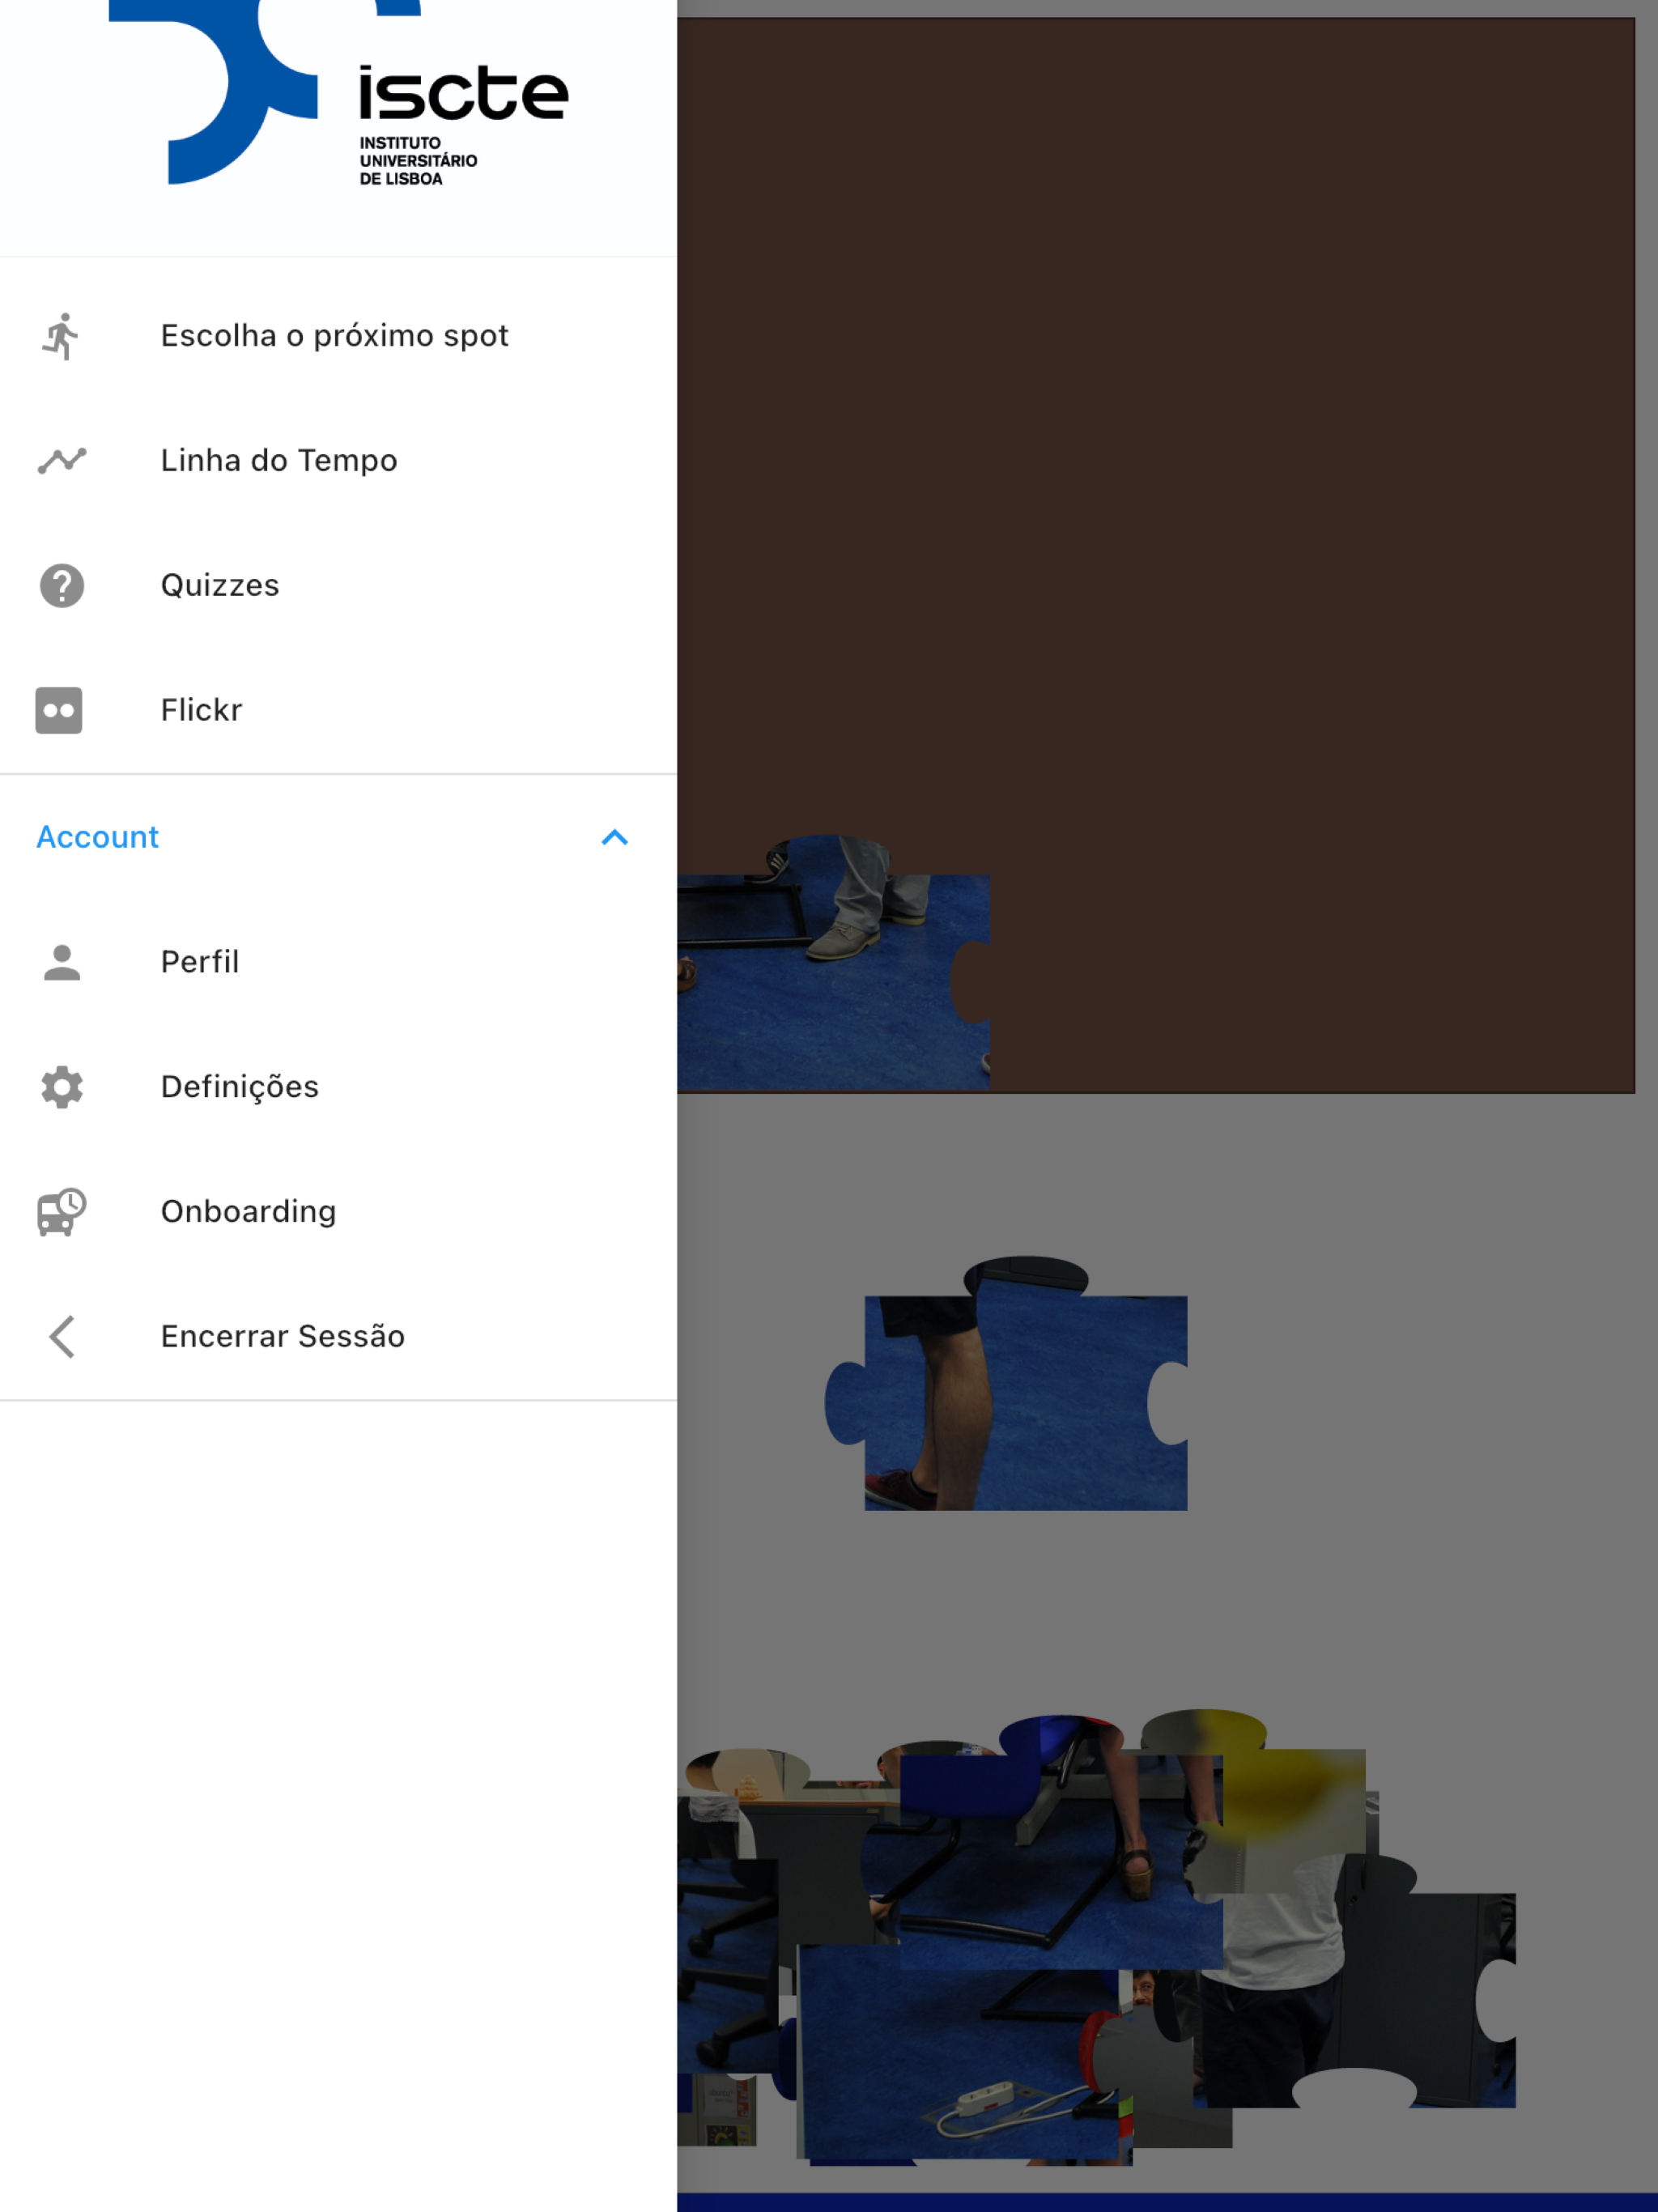 iscte
INSTITUTO
UNIVERSITÁRIO
DE LISBOA
Escolha o próximo spot
Linha do Tempo
Quizzes
Flickr
Account
Perfil
Definições
Onboarding
Encerrar Sessão